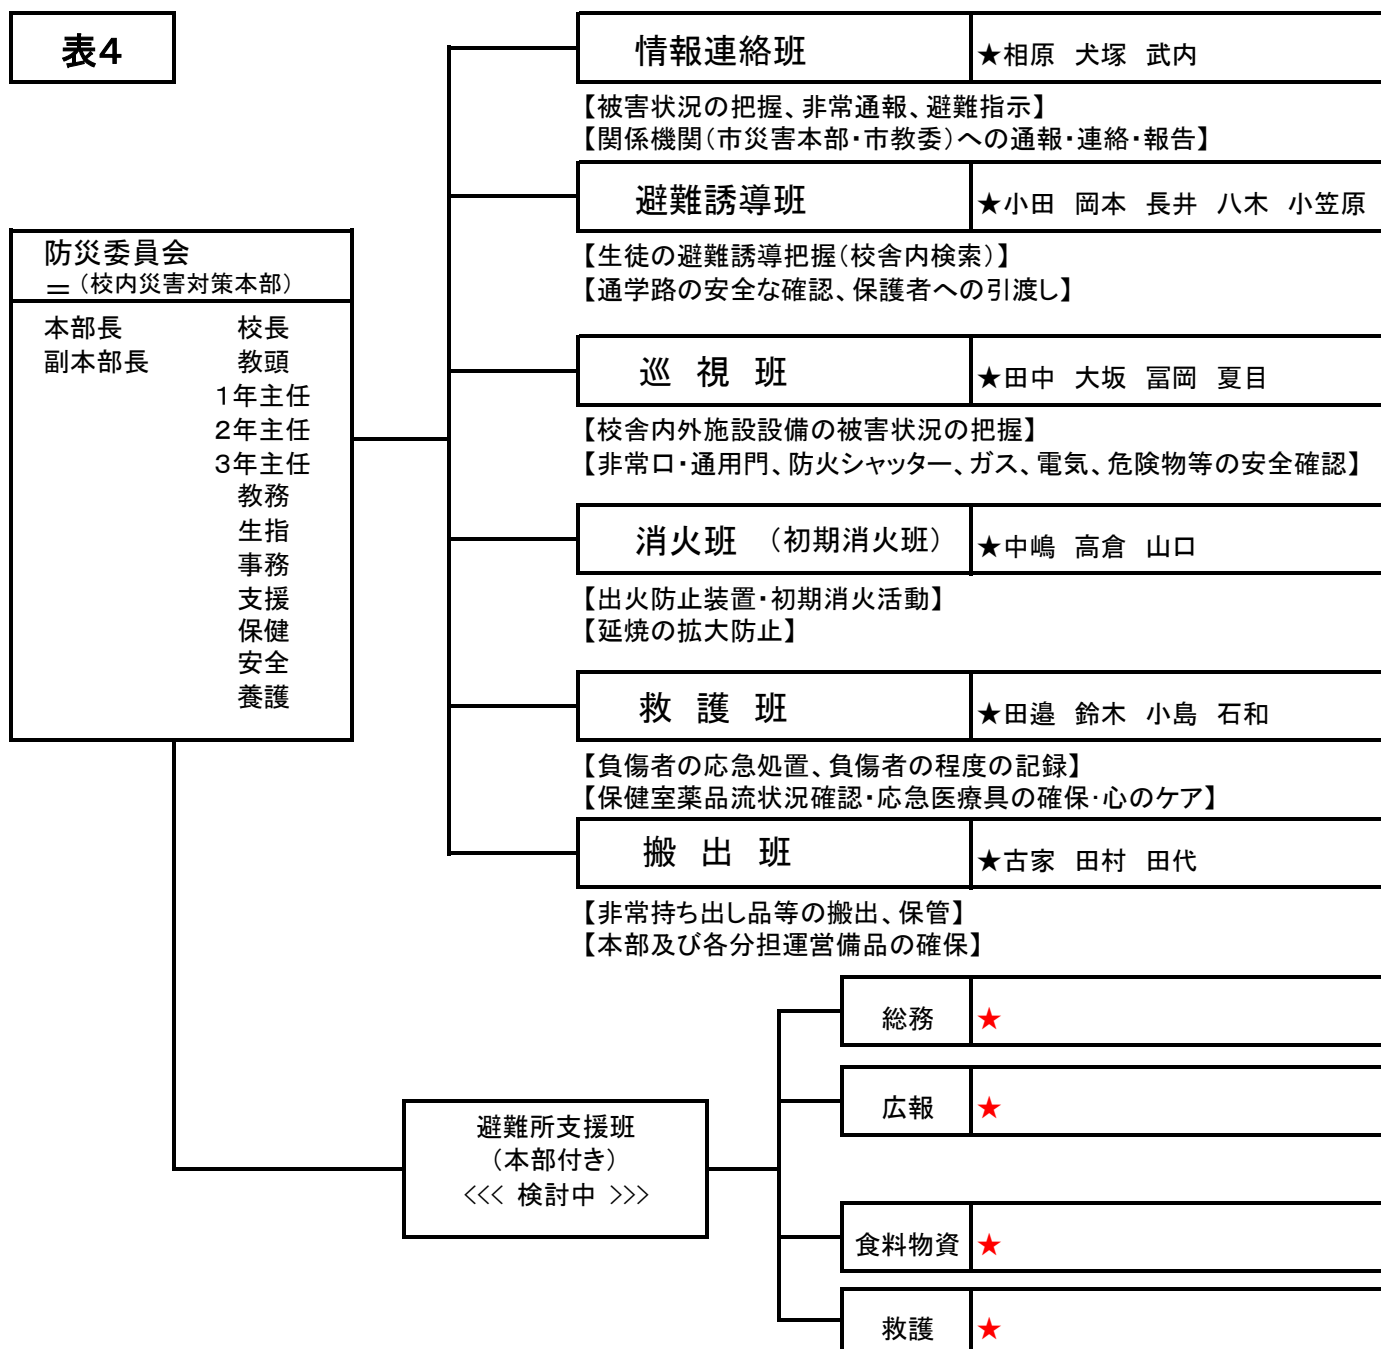 表4
情報連絡班 ★相原 犬塚 武内
【被害状況の把握、非常通報、避難指示】
【関係機関(市災害本部・市教委)への通報・連絡・報告】
避難誘導班 ★小田 岡本 長井 八木 小笠原
【生徒の避難誘導把握(校舎内検索)】
【通学路の安全な確認、保護者への引渡し】
防災委員会
＝(校内災害対策本部)
本部長 校長
副本部長 教頭
1年主任
2年主任
3年主任
教務
生指
事務
支援
保健
安全
養護
巡視班 ★田中 大坂 冨岡 夏目
【校舎内外施設設備の被害状況の把握】
【非常口・通用門、防火シャッター、ガス、電気、危険物等の安全確認】
消火班 (初期消火班) ★中嶋 高倉 山口
【出火防止装置・初期消火活動】
【延焼の拡大防止】
救護班 ★田邉 鈴木 小島 石和
【負傷者の応急処置、負傷者の程度の記録】
【保健室薬品流状況確認・応急医療具の確保・心のケア】
搬出班 ★古家 田村 田代
【非常持ち出し品等の搬出、保管】
【本部及び各分担運営備品の確保】
避難所支援班
(本部付き)
<<< 検討中 >>>
総務 ★
広報 ★
食料物資 ★
救護 ★